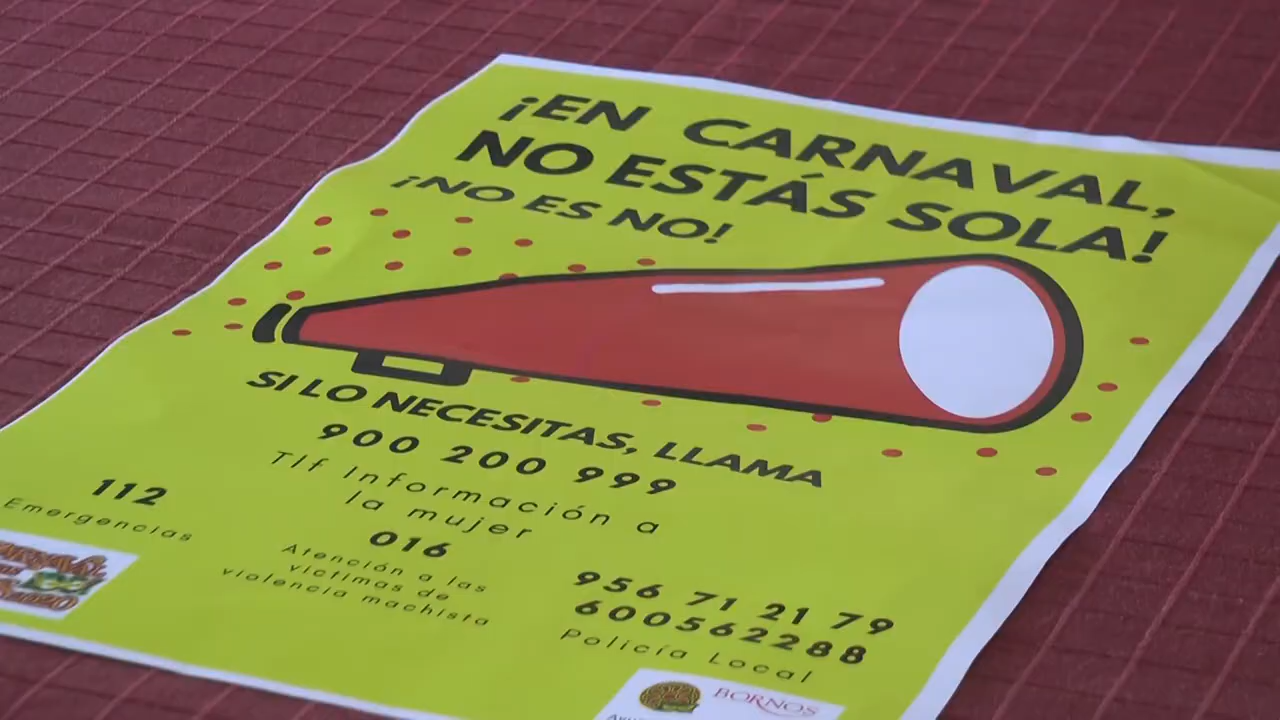 ¡EN CARNAVAL,
NO ESTÁS SOLA!
¡NO ES NO!
SI LO NECESITAS, LLAMA
900 200 999
Tlf Información a
la mujer
112
Emergencias
016
Atención a las
victimas de
violencia machista
956 71 21 79
600562288
Policía Local
BORNOS